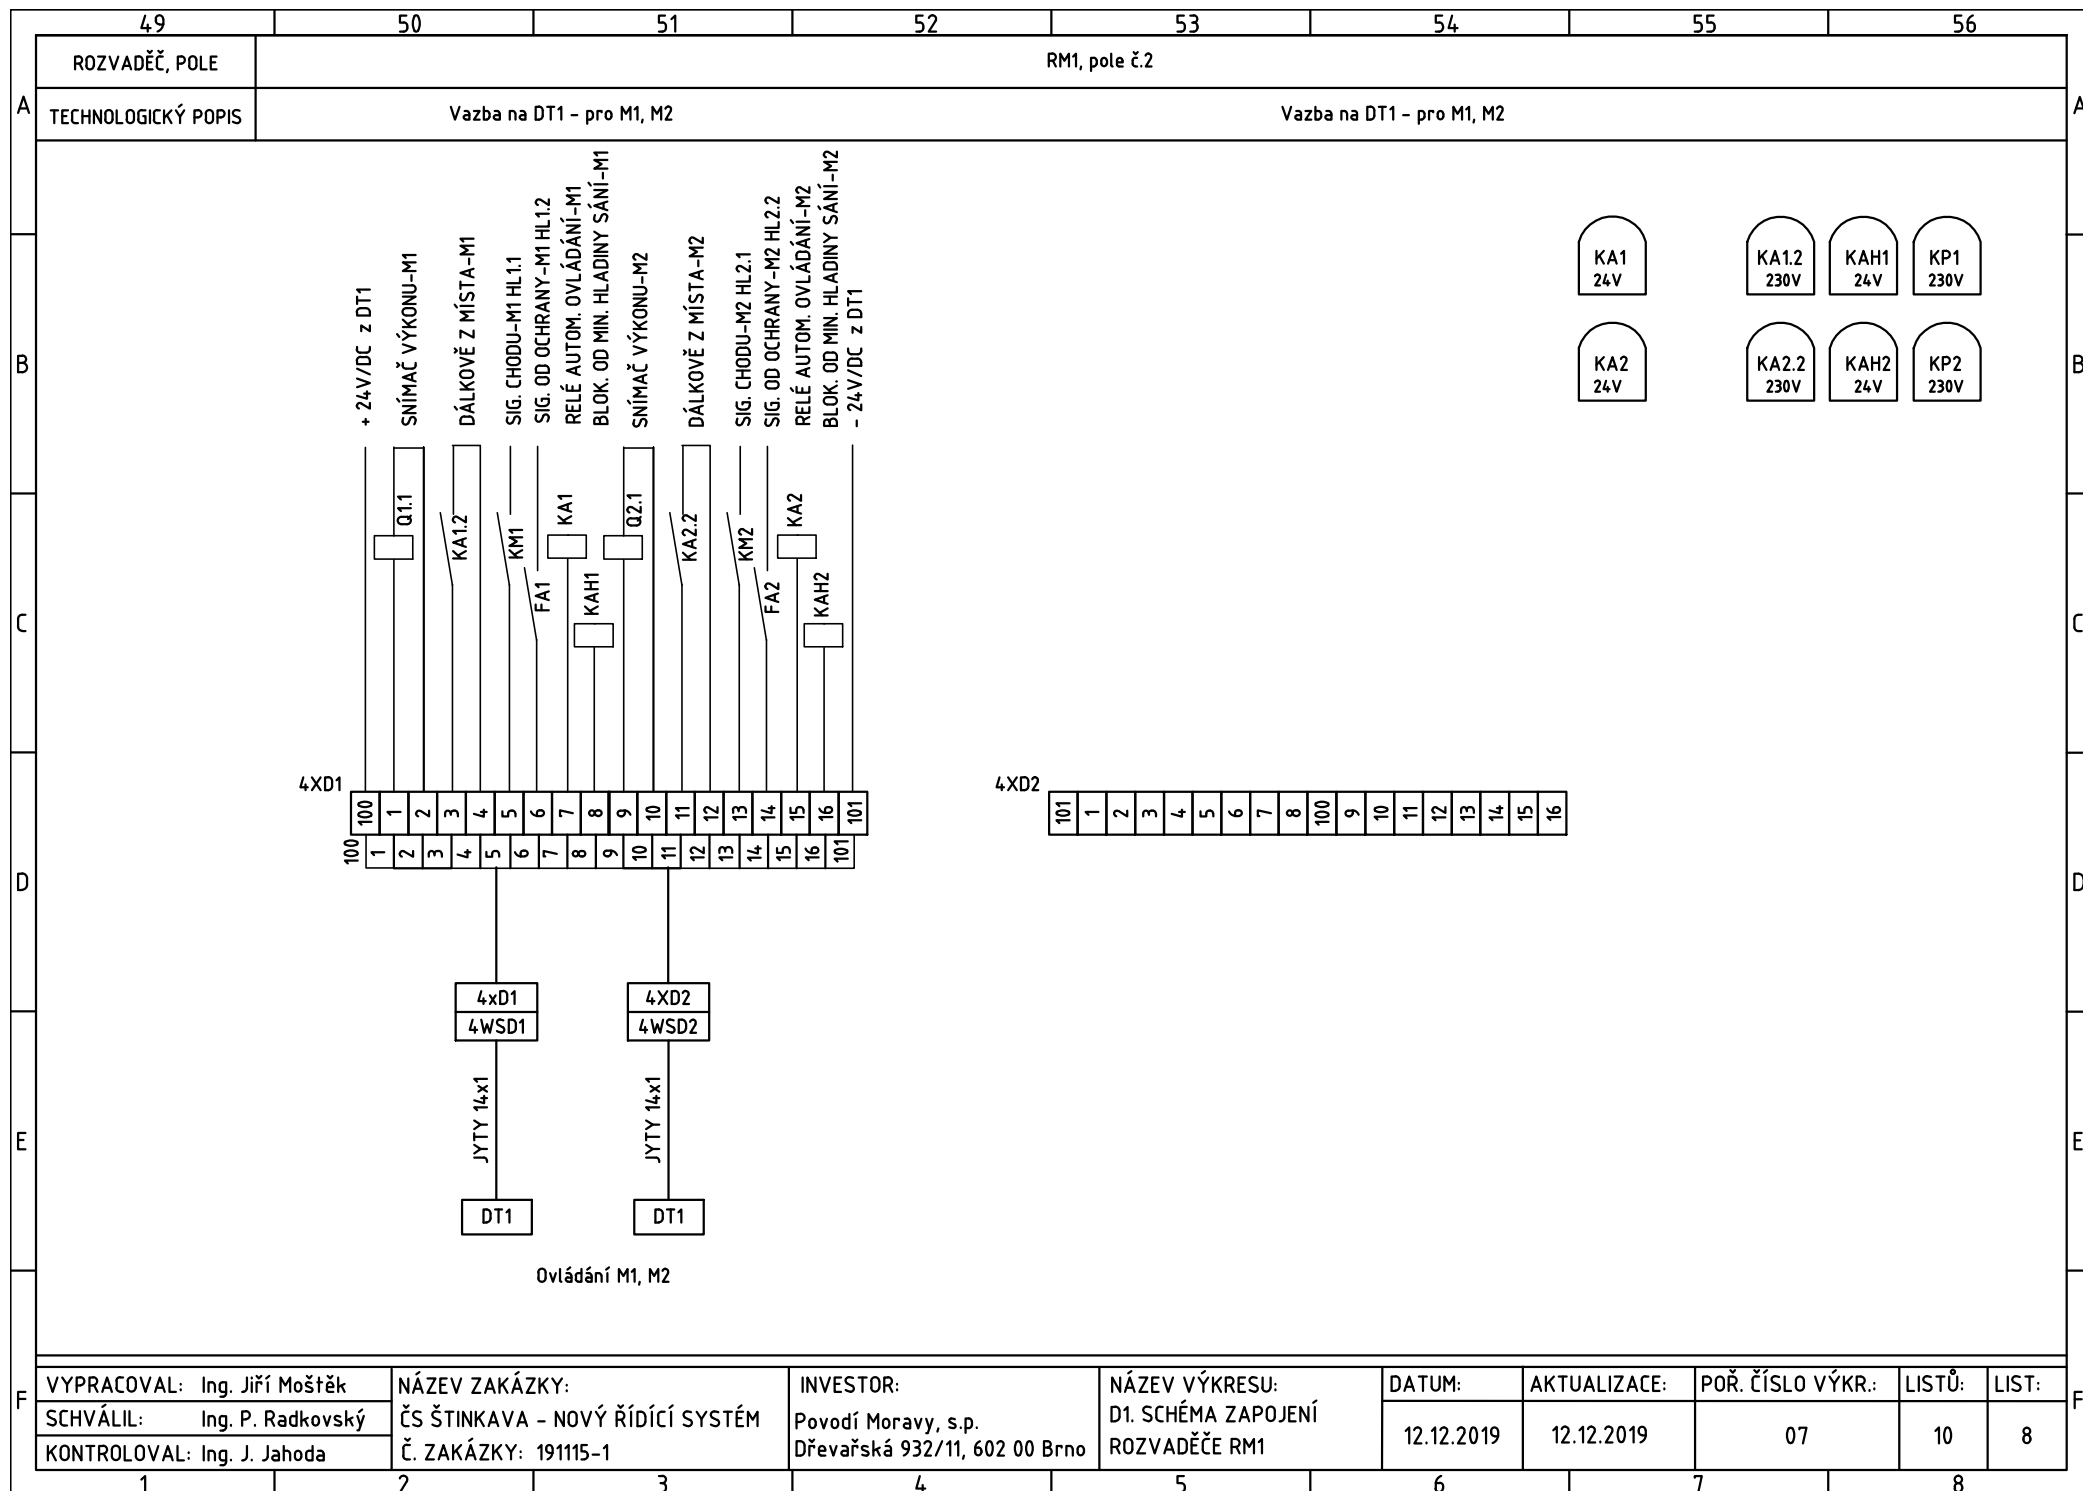 49 50 51 52 53 54 55 56
ROZVADĚČ, POLE
RM1, pole č.2
A
A
TECHNOLOGICKÝ POPIS
Vazba na DT1 - pro M1, M2
Vazba na DT1 - pro M1, M2
+ 24V/DC z DT1
SNÍMAČ VÝKONU-M1
DÁLKOVĚ Z MÍSTA-M1
SIG. CHODU-M1 HL1.1
SIG. OD OCHRANY-M1 HL1.2
RELÉ AUTOM. OVLÁDÁNÍ-M1
BLOK. OD MIN. HLADINY SÁNÍ-M1
SNÍMAČ VÝKONU-M2
DÁLKOVĚ Z MÍSTA-M2
SIG. CHODU-M2 HL2.1
SIG. OD OCHRANY-M2 HL2.2
RELÉ AUTOM. OVLÁDÁNÍ-M2
BLOK. OD MIN. HLADINY SÁNÍ-M2
- 24V/DC z DT1
KA1
24V
KA1.2
230V
KAH1
24V
KP1
230V
B
B
KA2
24V
KA2.2
230V
KAH2
24V
KP2
230V
Q1.1
KA1.2
KM1
FA1
KA1
KAH1
Q2.1
KA2.2
KM2
FA2
KA2
KAH2
C
C
4XD1
100 1 2 3 4 5 6 7 8 9 10 11 12 13 14 15 16 101
100 1 2 3 4 5 6 7 8 9 10 11 12 13 14 15 16 101
4XD2
101 1 2 3 4 5 6 7 8 100 9 10 11 12 13 14 15 16
D
D
4xD1
4WSD1
4XD2
4WSD2
JYTY 14x1
JYTY 14x1
E
E
DT1
DT1
Ovládání M1, M2
F
F
VYPRACOVAL: Ing. Jiří Moštěk
SCHVÁLIL: Ing. P. Radkovský
KONTROLOVAL: Ing. J. Jahoda
NÁZEV ZAKÁZKY:
ČS ŠTINKAVA - NOVÝ ŘÍDÍCÍ SYSTÉM
Č. ZAKÁZKY: 191115-1
INVESTOR:
Povodí Moravy, s.p.
Dřevařská 932/11, 602 00 Brno
NÁZEV VÝKRESU:
D1. SCHÉMA ZAPOJENÍ
ROZVADĚČE RM1
DATUM:
12.12.2019
AKTUALIZACE:
12.12.2019
POŘ. ČÍSLO VÝKR.:
07
LISTŮ:
10
LIST:
8
1 2 3 4 5 6 7 8